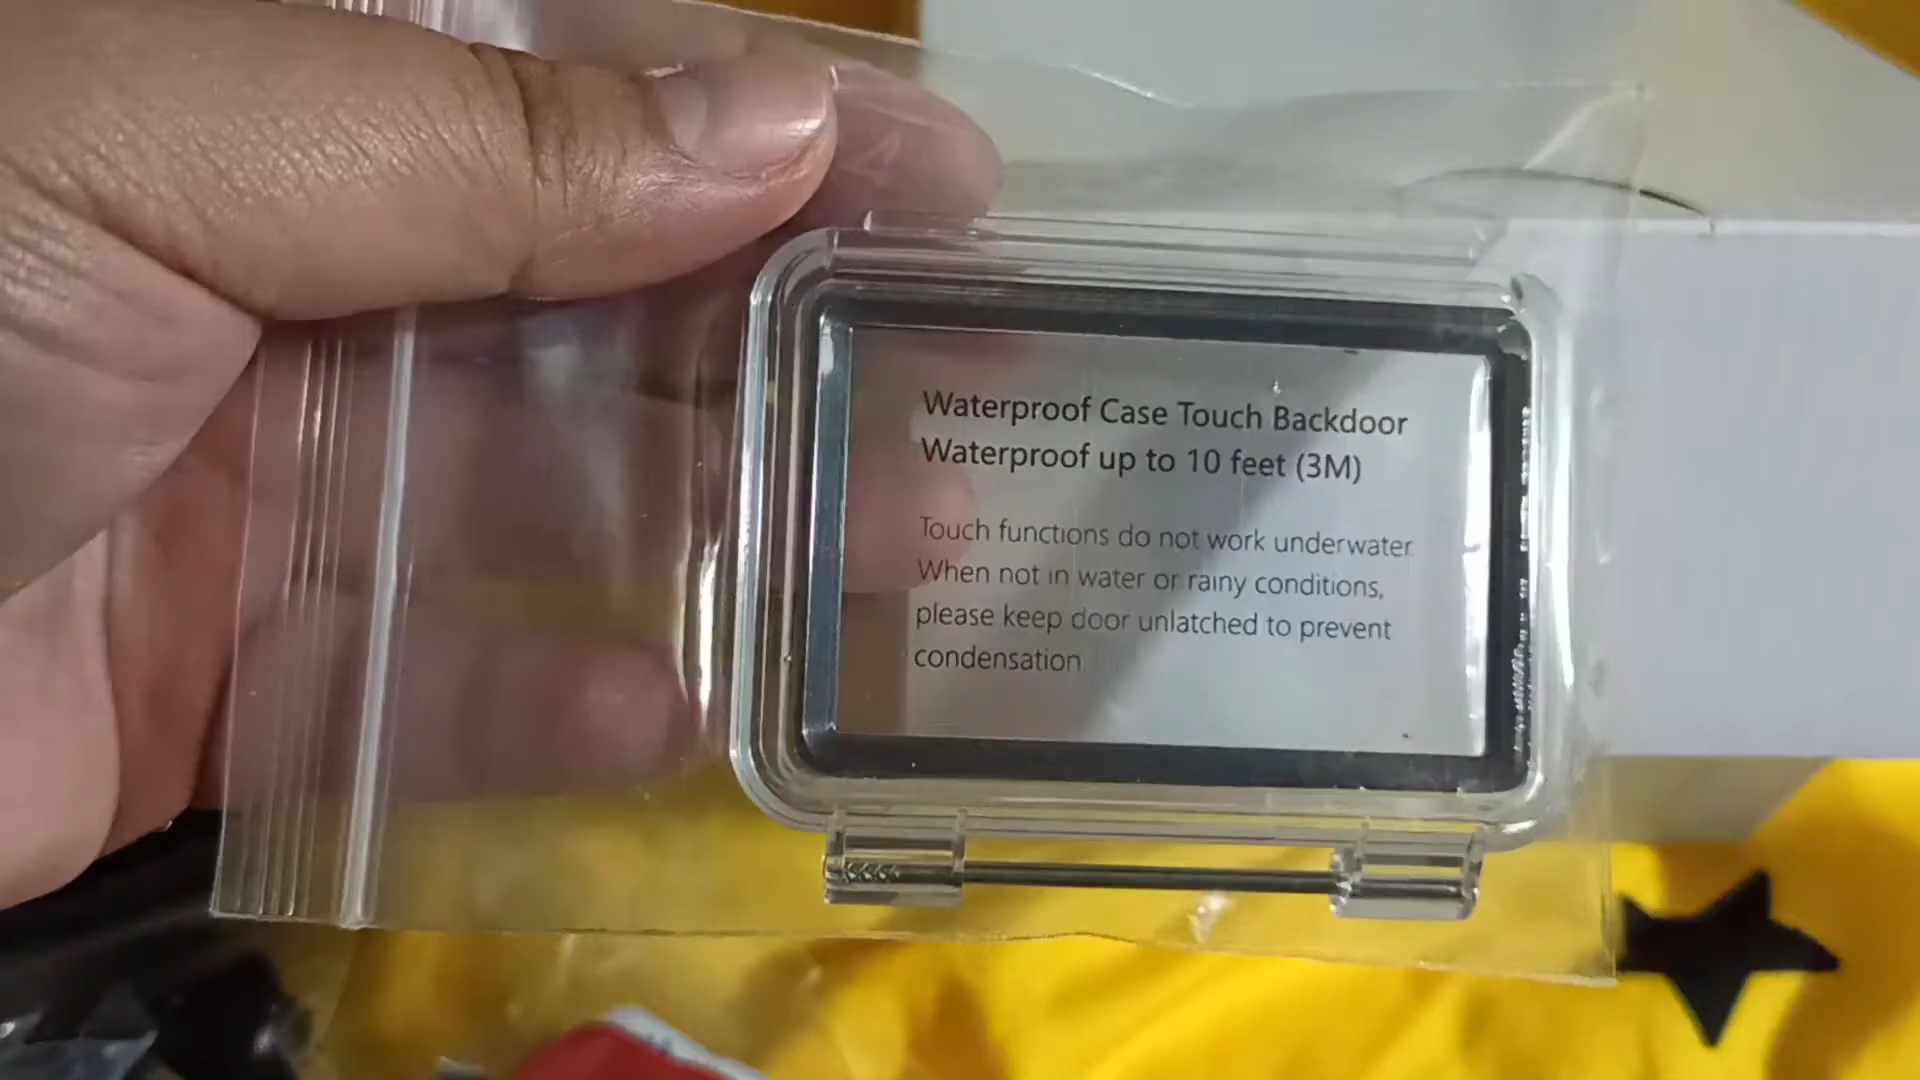 Waterproof Case Touch Backdoor
Waterproof up to 10 feet (3M)
Touch functions do not work underwater.
When not in water or rainy conditions,
please keep door unlatched to prevent
condensation.